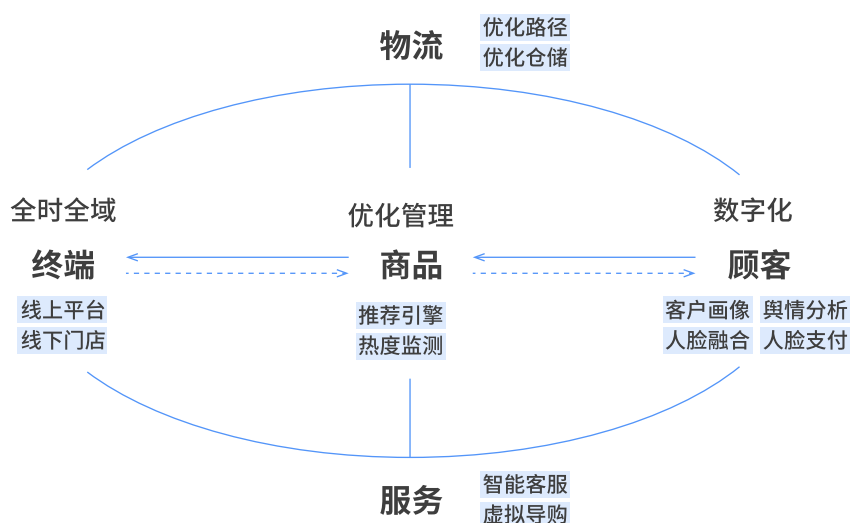 物流
优化路径
优化仓储
全时全域
终端
线上平台
线下门店
优化管理
商品
推荐引擎
热度监测
数字化
顾客
客户画像 舆情分析
人脸融合 人脸支付
服务
智能客服
虚拟导购